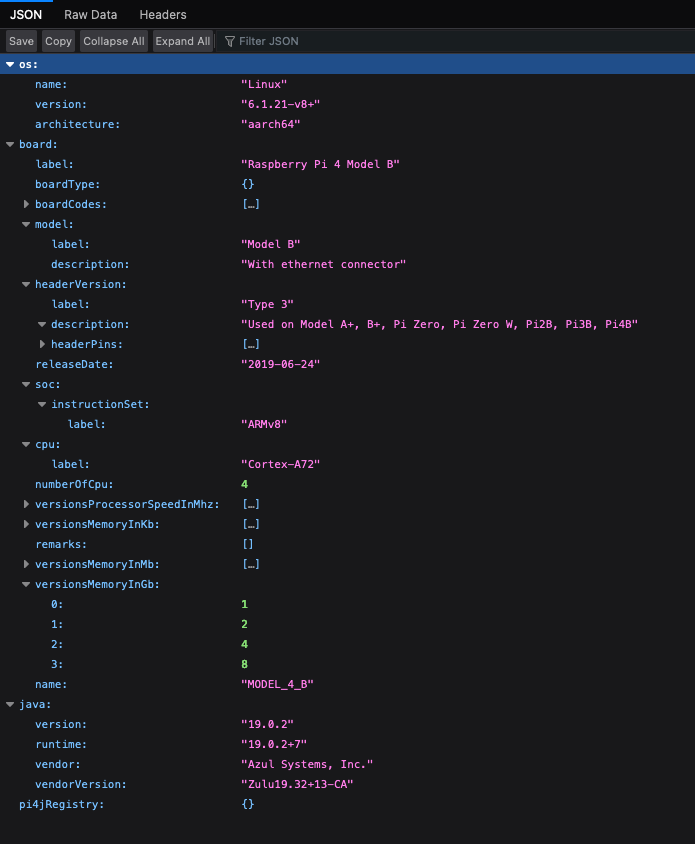 JSON Raw Data Headers
Save Copy Collapse All Expand All Filter JSON
os:
name: "Linux"
version: "6.1.21-v8+"
architecture: "aarch64"
board:
label: "Raspberry Pi 4 Model B"
boardType: {}
boardCodes: […]
model:
label: "Model B"
description: "With ethernet connector"
headerVersion:
label: "Type 3"
description: "Used on Model A+, B+, Pi Zero, Pi Zero W, Pi2B, Pi3B, Pi4B"
headerPins: […]
releaseDate: "2019-06-24"
soc:
instructionSet:
label: "ARMv8"
cpu:
label: "Cortex-A72"
numberOfCpu: 4
versionsProcessorSpeedInMhz: […]
versionsMemoryInKb: […]
remarks: []
versionsMemoryInMb: […]
versionsMemoryInGb:
0: 1
1: 2
2: 4
3: 8
name: "MODEL_4_B"
java:
version: "19.0.2"
runtime: "19.0.2+7"
vendor: "Azul Systems, Inc."
vendorVersion: "Zulu19.32+13-CA"
pi4jRegistry: {}